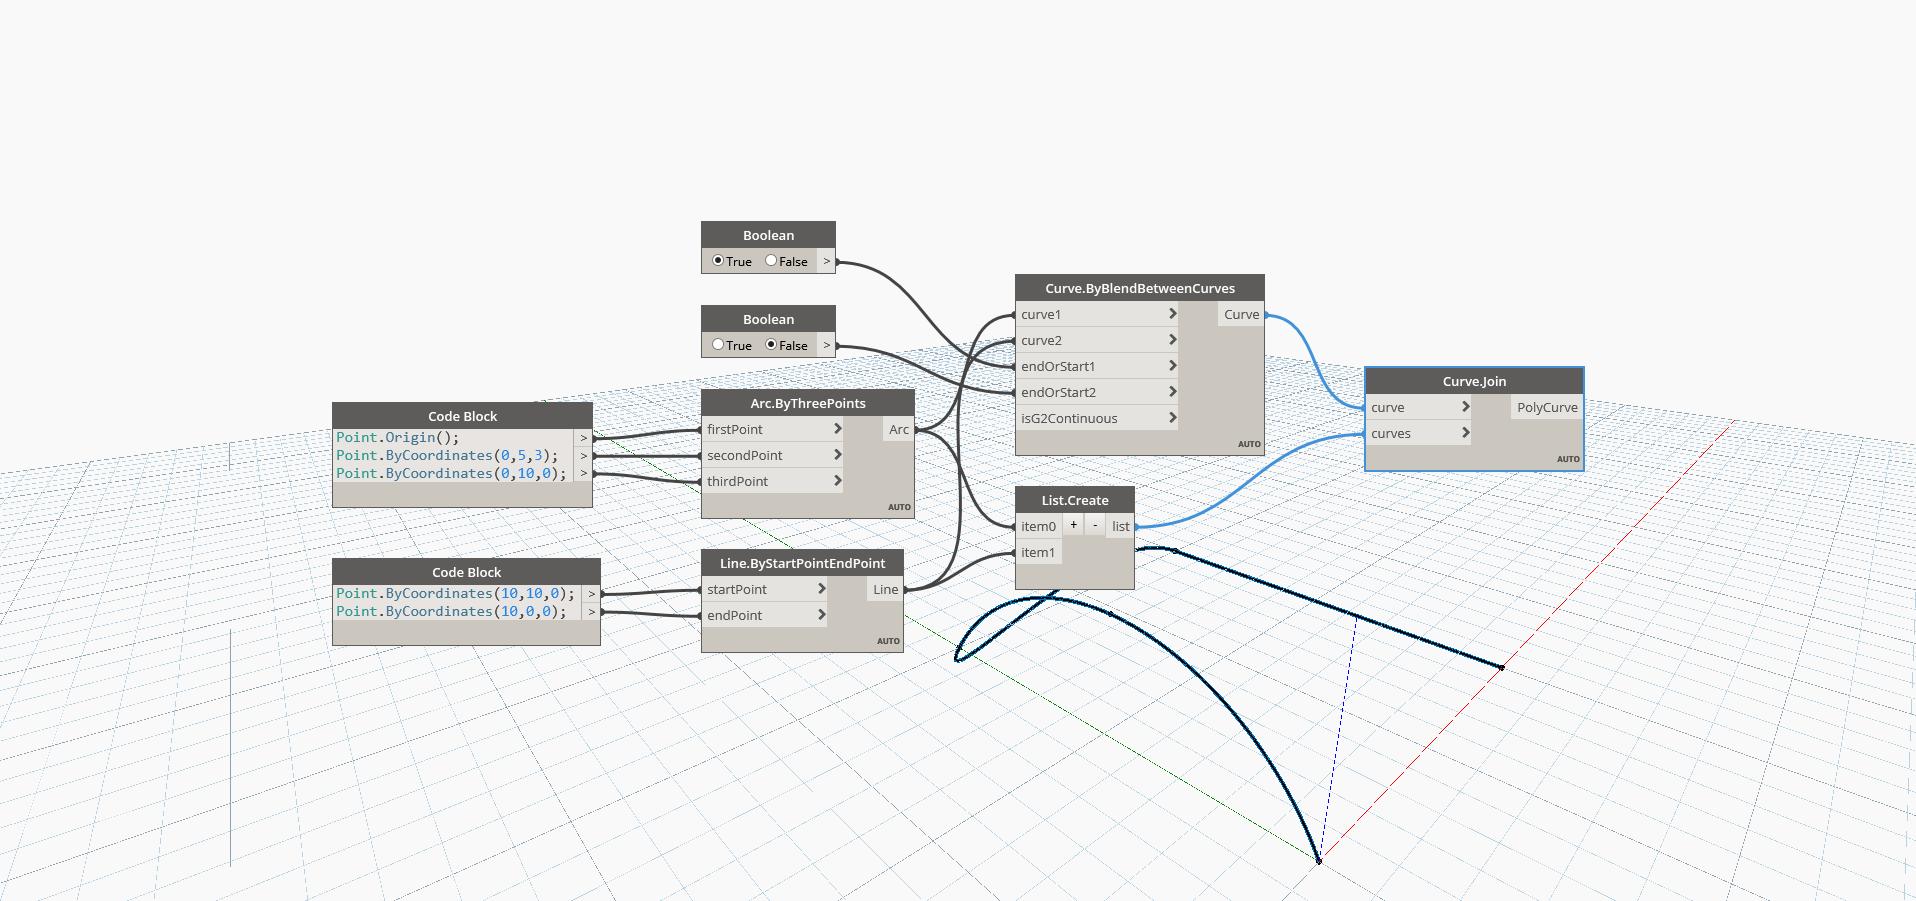 Boolean
True False >
Boolean
True False >
Code Block
Point.Origin(); >
Point.ByCoordinates(0,5,3); >
Point.ByCoordinates(0,10,0); >
Arc.ByThreePoints
firstPoint > Arc
secondPoint >
thirdPoint >
AUTO
Code Block
Point.ByCoordinates(10,10,0); >
Point.ByCoordinates(10,0,0); >
Line.ByStartPointEndPoint
startPoint > Line
endPoint >
AUTO
Curve.ByBlendBetweenCurves
curve1 > Curve
curve2 >
endOrStart1 >
endOrStart2 >
isG2Continuous >
AUTO
List.Create
item0 + - list
item1
Curve.Join
curve > PolyCurve
curves >
AUTO